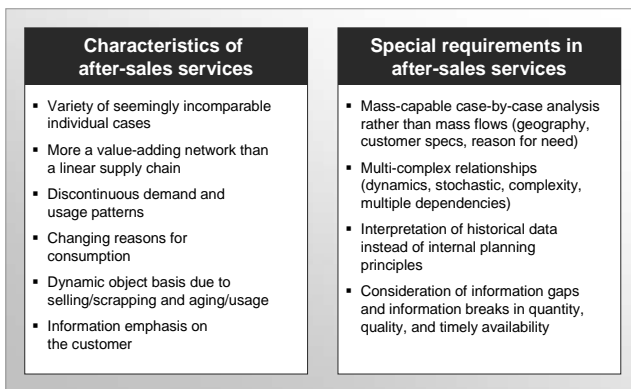 Characteristics of
after-sales services
▪ Variety of seemingly incomparable
individual cases
▪ More a value-adding network than
a linear supply chain
▪ Discontinuous demand and
usage patterns
▪ Changing reasons for
consumption
▪ Dynamic object basis due to
selling/scrapping and aging/usage
▪ Information emphasis on
the customer
Special requirements in
after-sales services
▪ Mass-capable case-by-case analysis
rather than mass flows (geography,
customer specs, reason for need)
▪ Multi-complex relationships
(dynamics, stochastic, complexity,
multiple dependencies)
▪ Interpretation of historical data
instead of internal planning
principles
▪ Consideration of information gaps
and information breaks in quantity,
quality, and timely availability